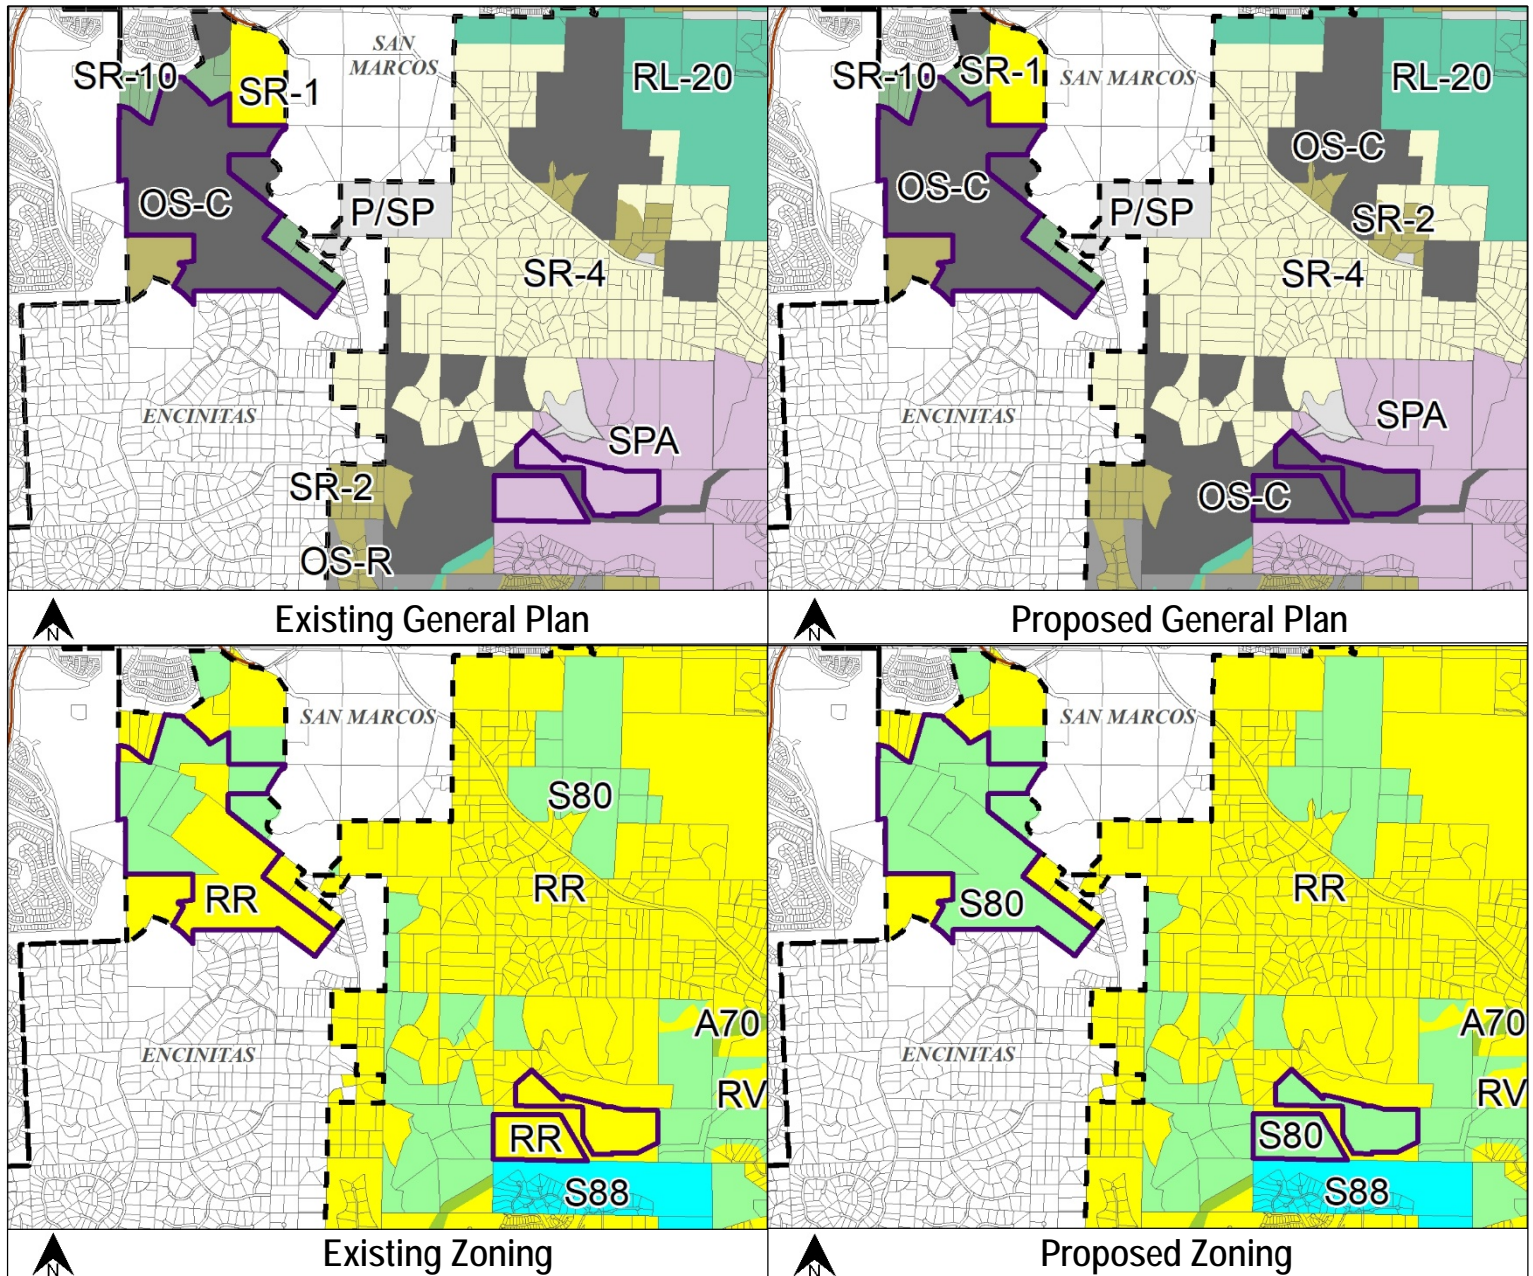 SAN
MARCOS
SR-10
SR-1
RL-20
OS-C
P/SP
SR-4
ENCINITAS
SPA
SR-2
OS-R
N
Existing General Plan
SR-10
SR-1
SAN MARCOS
RL-20
OS-C
OS-C
P/SP
SR-2
SR-4
ENCINITAS
SPA
OS-C
N
Proposed General Plan
SAN MARCOS
S80
RR
RR
A70
ENCINITAS
RV
RR
S88
N
Existing Zoning
SAN MARCOS
RR
S80
A70
ENCINITAS
RV
S80
S88
N
Proposed Zoning